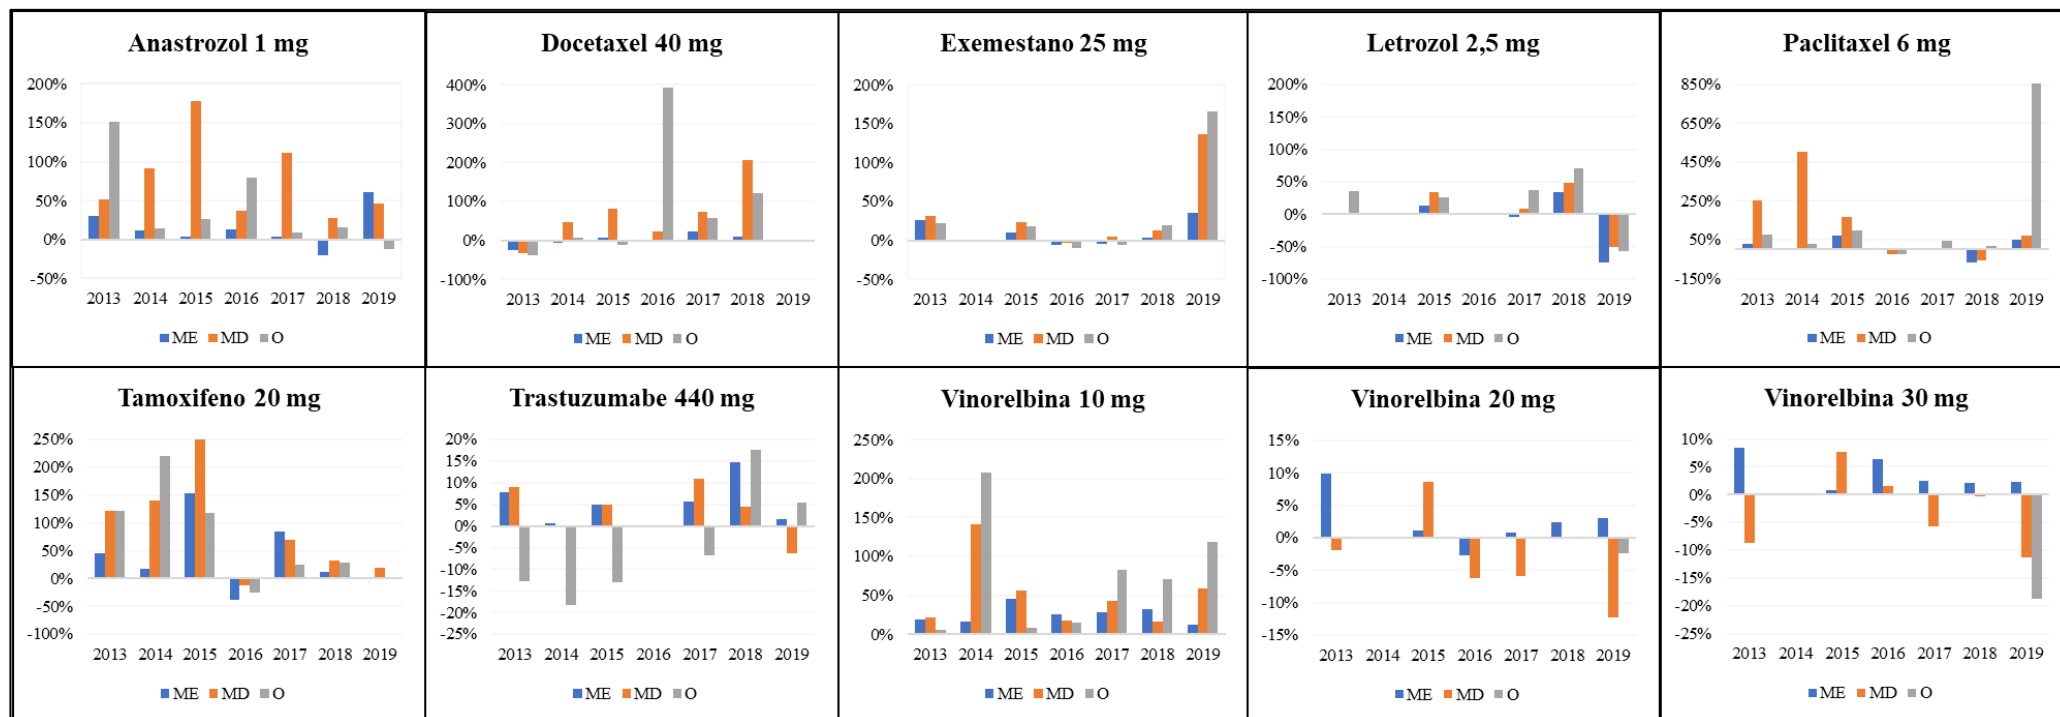 Anastrozol 1 mg
200%
150%
100%
50%
0%
-50%
2013 2014 2015 2016 2017 2018 2019
ME MD O
Docetaxel 40 mg
400%
300%
200%
100%
0%
-100%
2013 2014 2015 2016 2017 2018 2019
ME MD O
Exemestano 25 mg
200%
150%
100%
50%
0%
-50%
2013 2014 2015 2016 2017 2018 2019
ME MD O
Letrozol 2,5 mg
200%
150%
100%
50%
0%
-50%
-100%
2013 2014 2015 2016 2017 2018 2019
ME MD O
Paclitaxel 6 mg
850%
650%
450%
250%
50%
-150%
2013 2014 2015 2016 2017 2018 2019
ME MD O
Tamoxifeno 20 mg
250%
200%
150%
100%
50%
0%
-50%
-100%
2013 2014 2015 2016 2017 2018 2019
ME MD O
Trastuzumabe 440 mg
20%
15%
10%
5%
0%
-5%
-10%
-15%
-20%
-25%
2013 2014 2015 2016 2017 2018 2019
ME MD O
Vinorelbina 10 mg
250%
200%
150%
100%
50%
0%
2013 2014 2015 2016 2017 2018 2019
ME MD O
Vinorelbina 20 mg
15%
10%
5%
0%
-5%
-10%
-15%
2013 2014 2015 2016 2017 2018 2019
ME MD O
Vinorelbina 30 mg
10%
5%
0%
-5%
-10%
-15%
-20%
-25%
2013 2014 2015 2016 2017 2018 2019
ME MD O